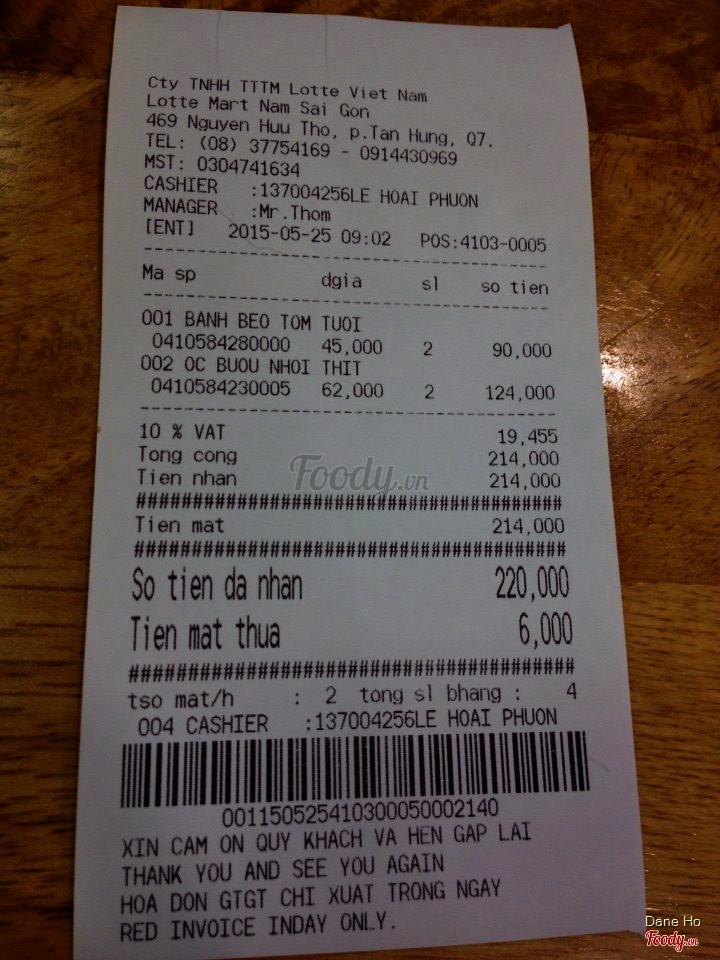 Cty TNHH TTTM Lotte Viet Nam
Lotte Mart Nam Sai Gon
469 Nguyen Huu Tho, p.Tan Hung, Q7.
TEL: (08) 37754169 - 0914430969
MST: 0304741634
CASHIER :137004256LE HOAI PHUON
MANAGER :Mr.Thom
[ENT] 2015-05-25 09:02 POS:4103-0005
----------------------------------------
Ma sp dgia sl so tien
----------------------------------------
001 BANH BEO TOM TUOI
0410584280000 45,000 2 90,000
002 OC BUOU NHOI THIT
0410584230005 62,000 2 124,000
----------------------------------------
10 % VAT 19,455
Tong cong 214,000
Tien nhan 214,000
########################################
Tien mat 214,000
########################################
So tien da nhan 220,000
Tien mat thua 6,000
########################################
tso mat/h : 2 tong sl bhang : 4
004 CASHIER :137004256LE HOAI PHUON
001150525410300050002140
XIN CAM ON QUY KHACH VA HEN GAP LAI
THANK YOU AND SEE YOU AGAIN
HOA DON GTGT CHI XUAT TRONG NGAY
RED INVOICE INDAY ONLY.
Foody.vn
Dane Ho
Foody.vn